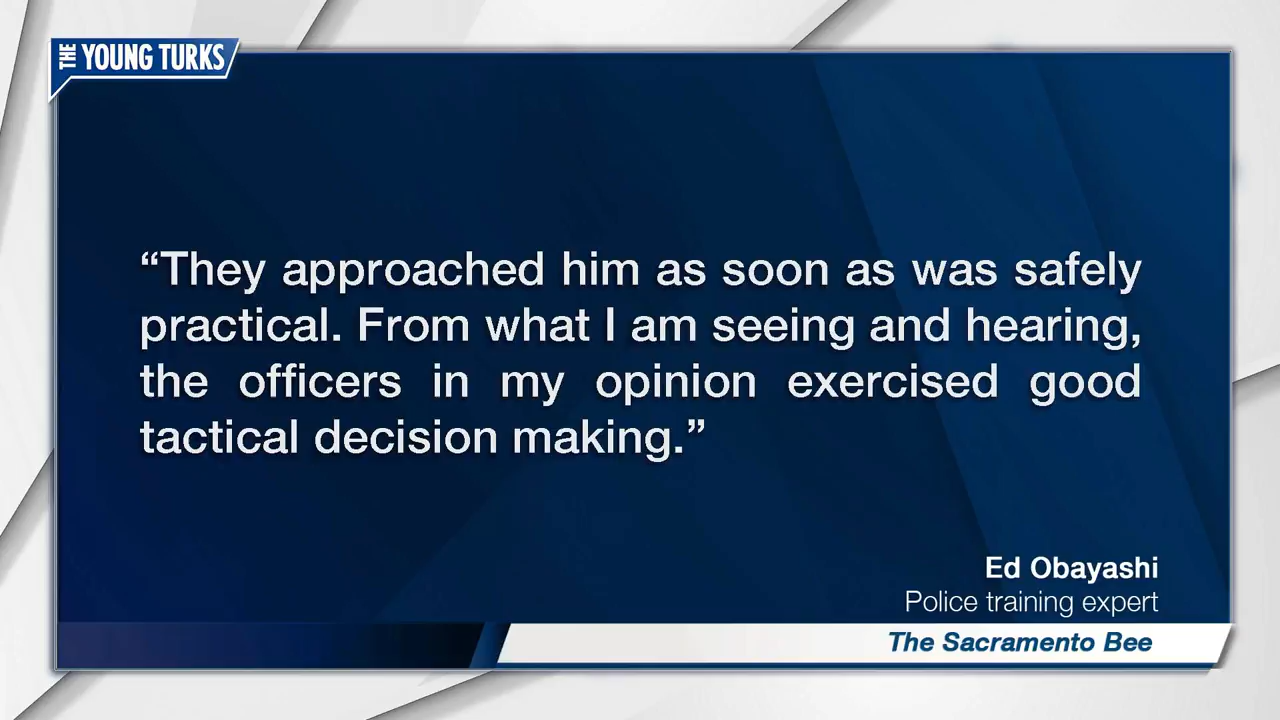 THE YOUNG TURKS
“They approached him as soon as was safely
practical. From what I am seeing and hearing,
the officers in my opinion exercised good
tactical decision making.”
Ed Obayashi
Police training expert
The Sacramento Bee